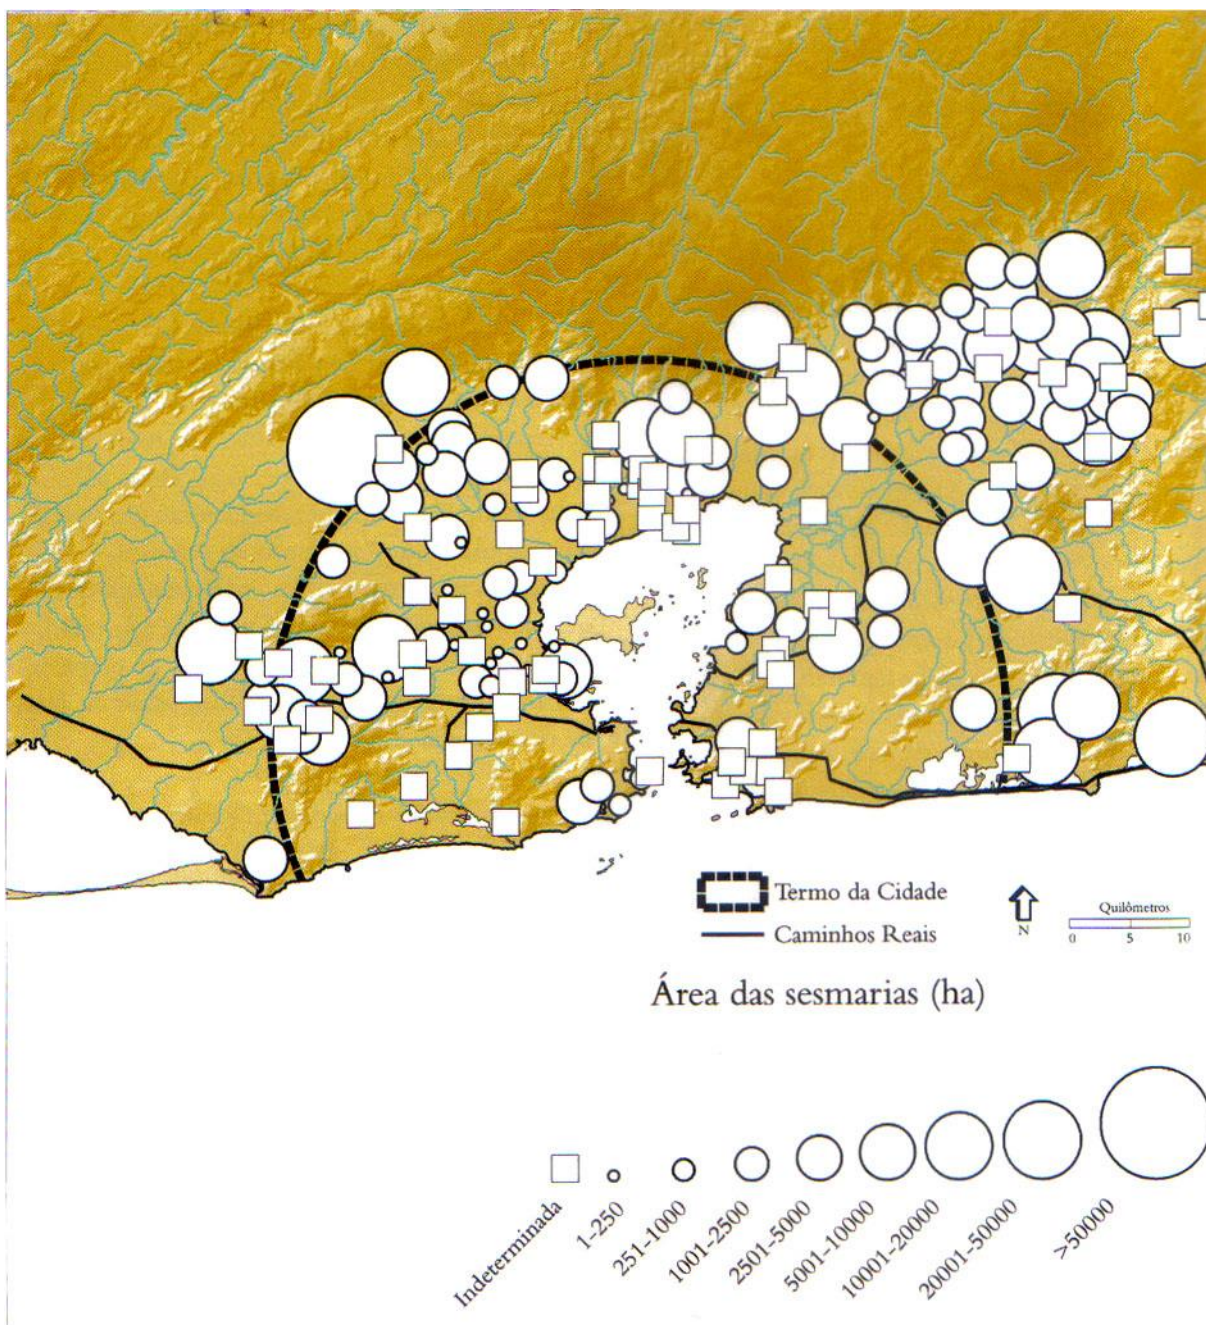 Termo da Cidade
Caminhos Reais
N
Quilômetros
0 5 10
Área das sesmarias (ha)
Indeterminada
1-250
251-1000
1001-2500
2501-5000
5001-10000
10001-20000
20001-50000
>50000